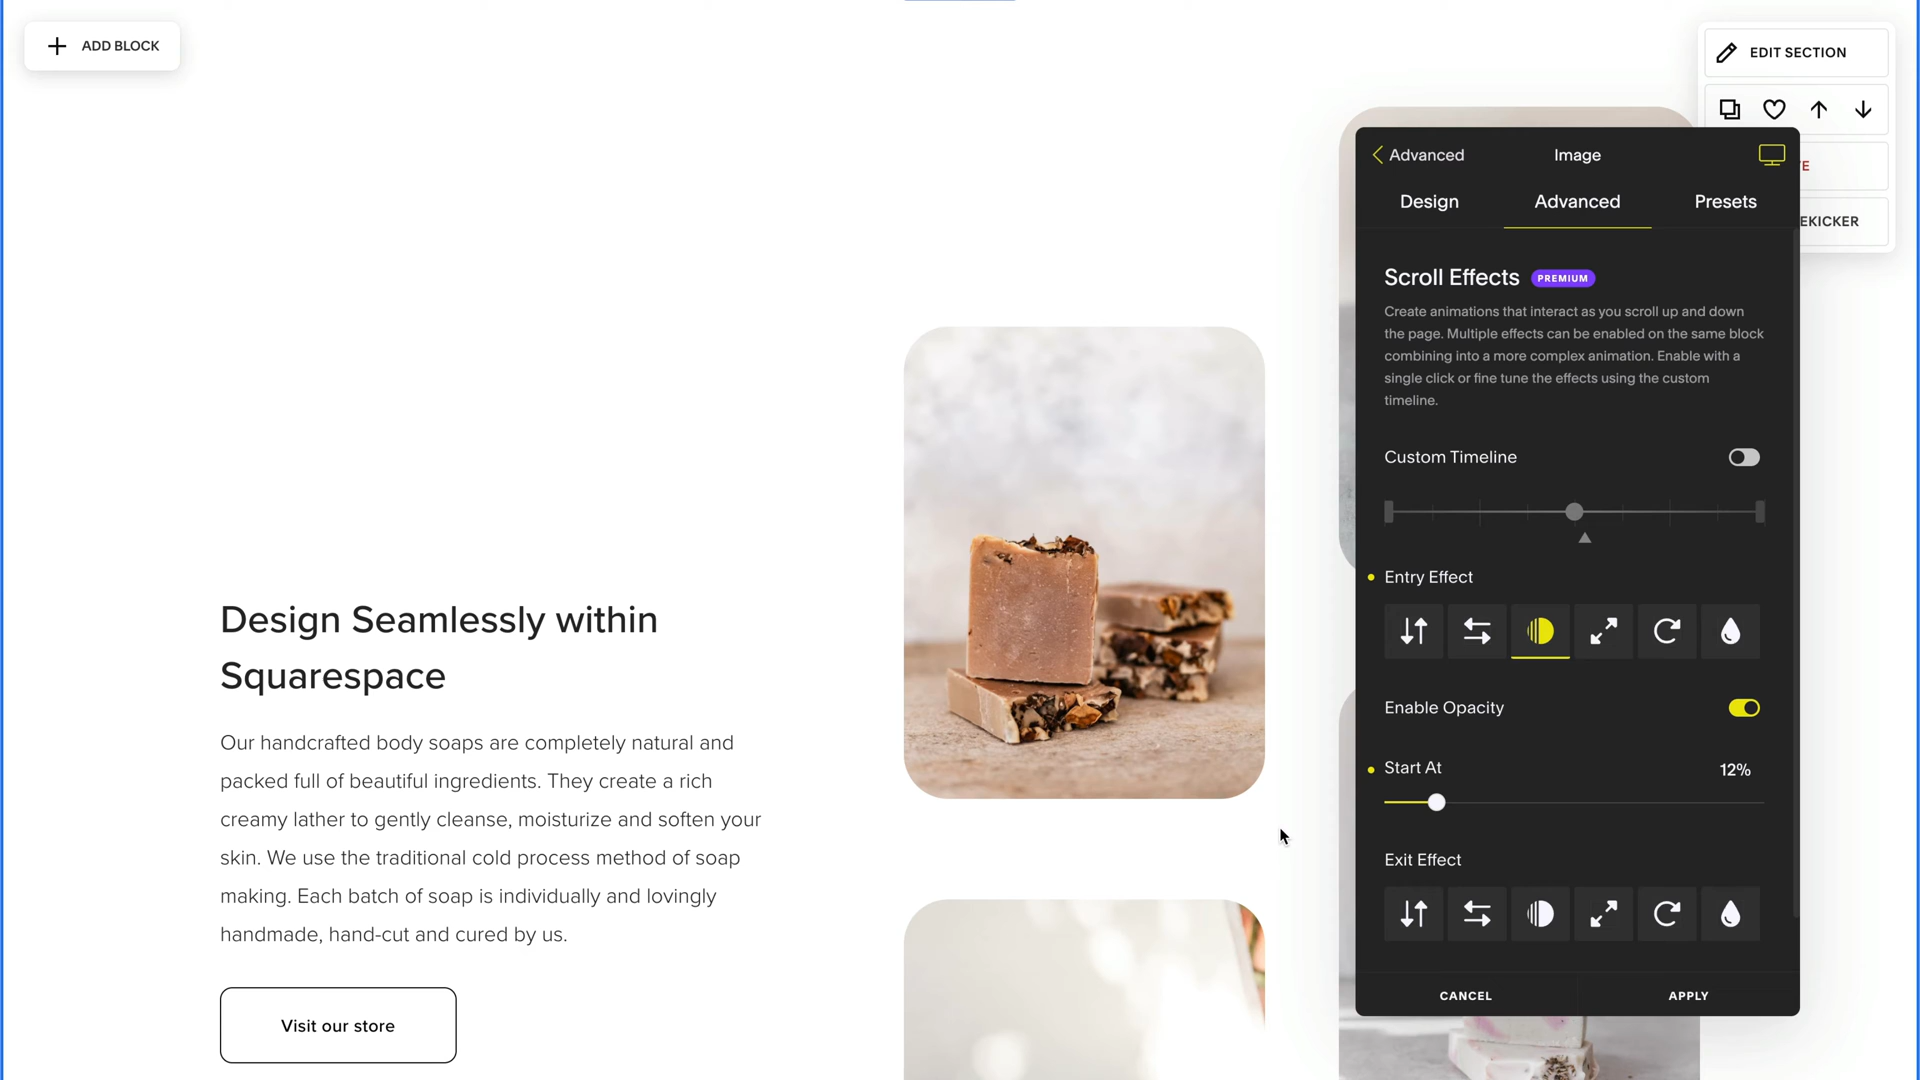 ADD BLOCK
EDIT SECTION
Advanced
Image
Design
Advanced
Presets
EKICKER
Scroll Effects
PREMIUM
Create animations that interact as you scroll up and down
the page. Multiple effects can be enabled on the same block
combining into a more complex animation. Enable with a
single click or fine tune the effects using the custom
timeline.
Custom Timeline
Entry Effect
Enable Opacity
Start At
12%
Exit Effect
CANCEL
APPLY
Design Seamlessly within
Squarespace
Our handcrafted body soaps are completely natural and
packed full of beautiful ingredients. They create a rich
creamy lather to gently cleanse, moisturize and soften your
skin. We use the traditional cold process method of soap
making. Each batch of soap is individually and lovingly
handmade, hand-cut and cured by us.
Visit our store